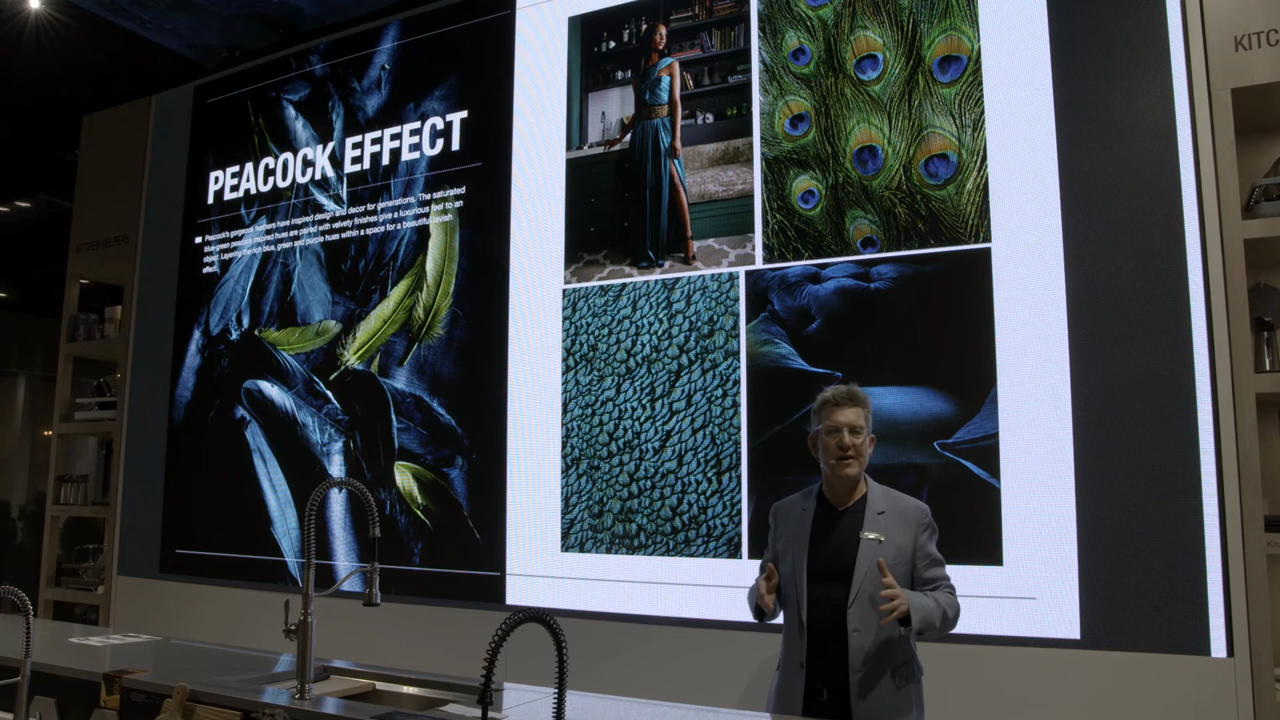 KITC
PEACOCK EFFECT
Peacock's gorgeous feathers have inspired design and decor for generations. The saturated
blue-green peacock inspired hues are paired with velvety finishes give a luxurious feel to an
object. Layering the rich blue, green and purple hues within a space for a beautiful lavish
effect.
KITCHEN HELPERS